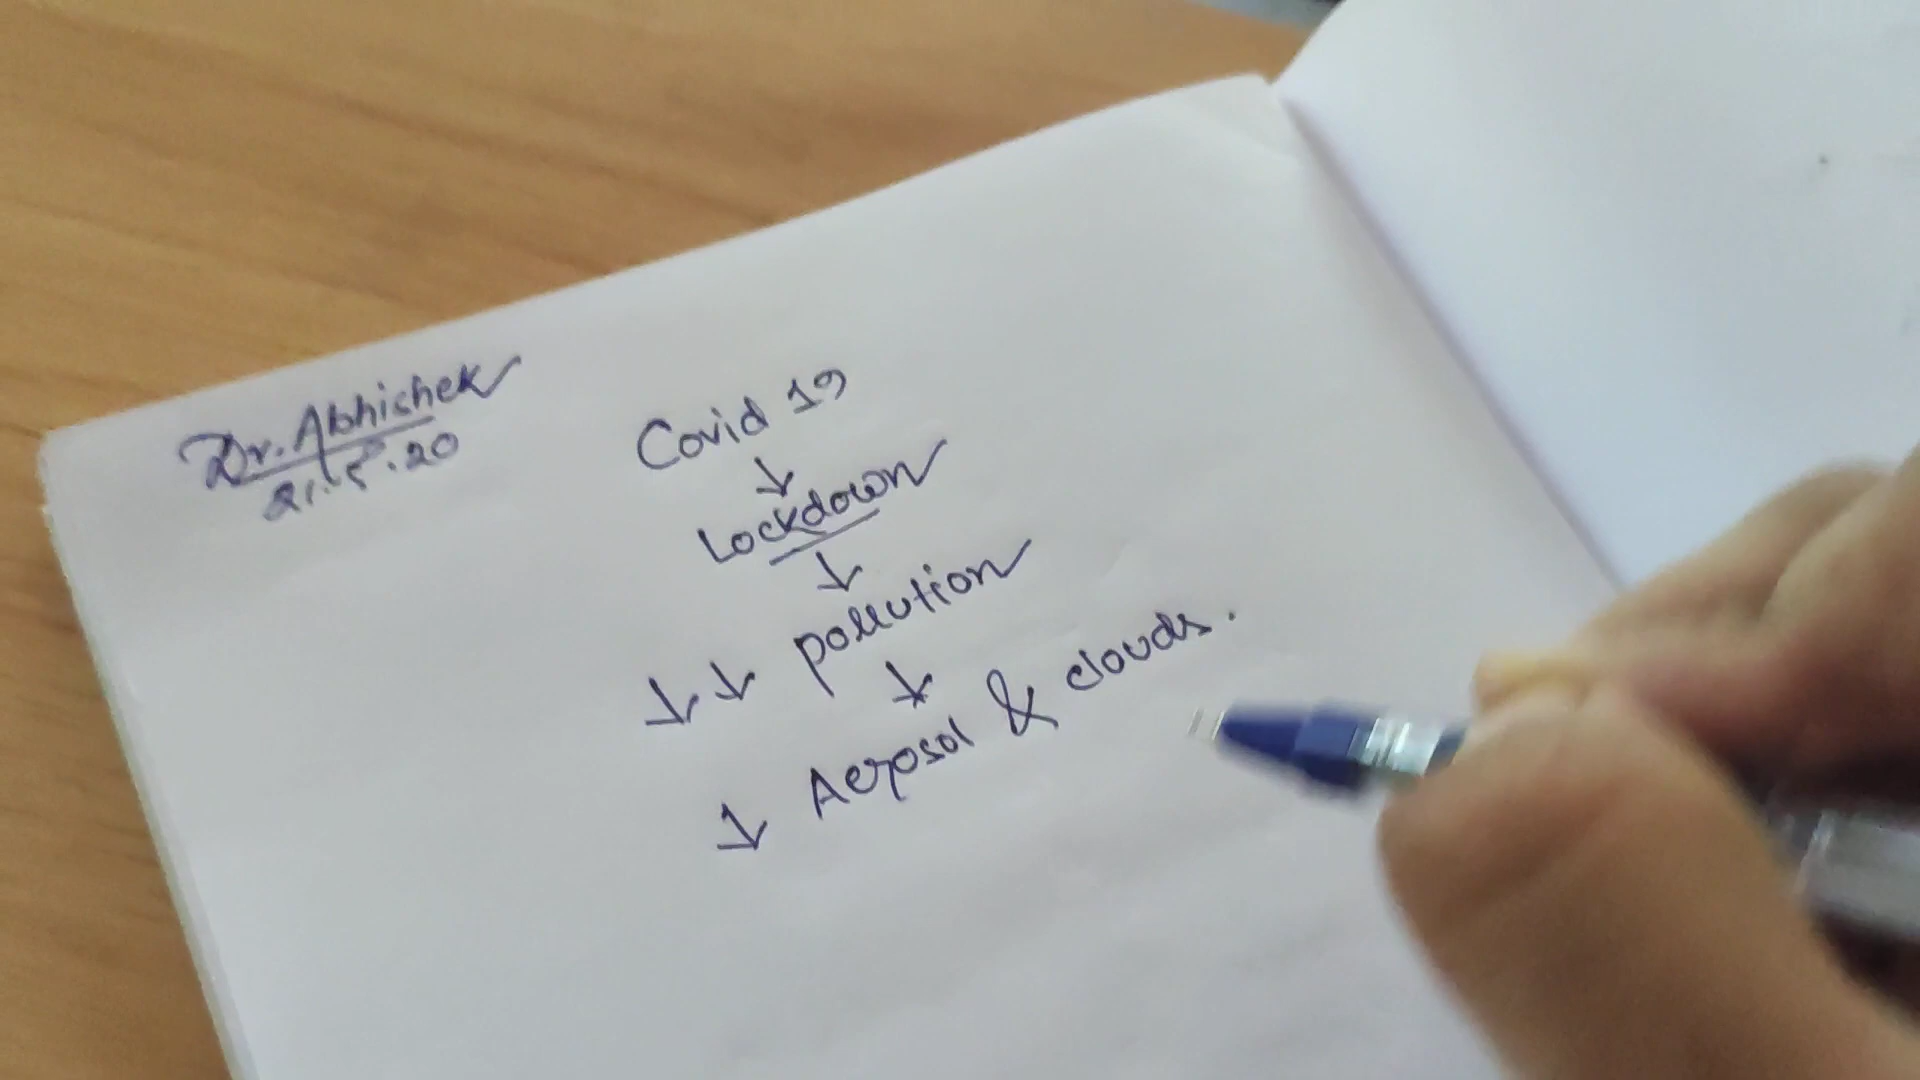 Dr. Abhishek
21.5.20
Covid 19
↓
Lockdown
↓
↓↓ pollution
↓
↓ Aerosol & clouds.